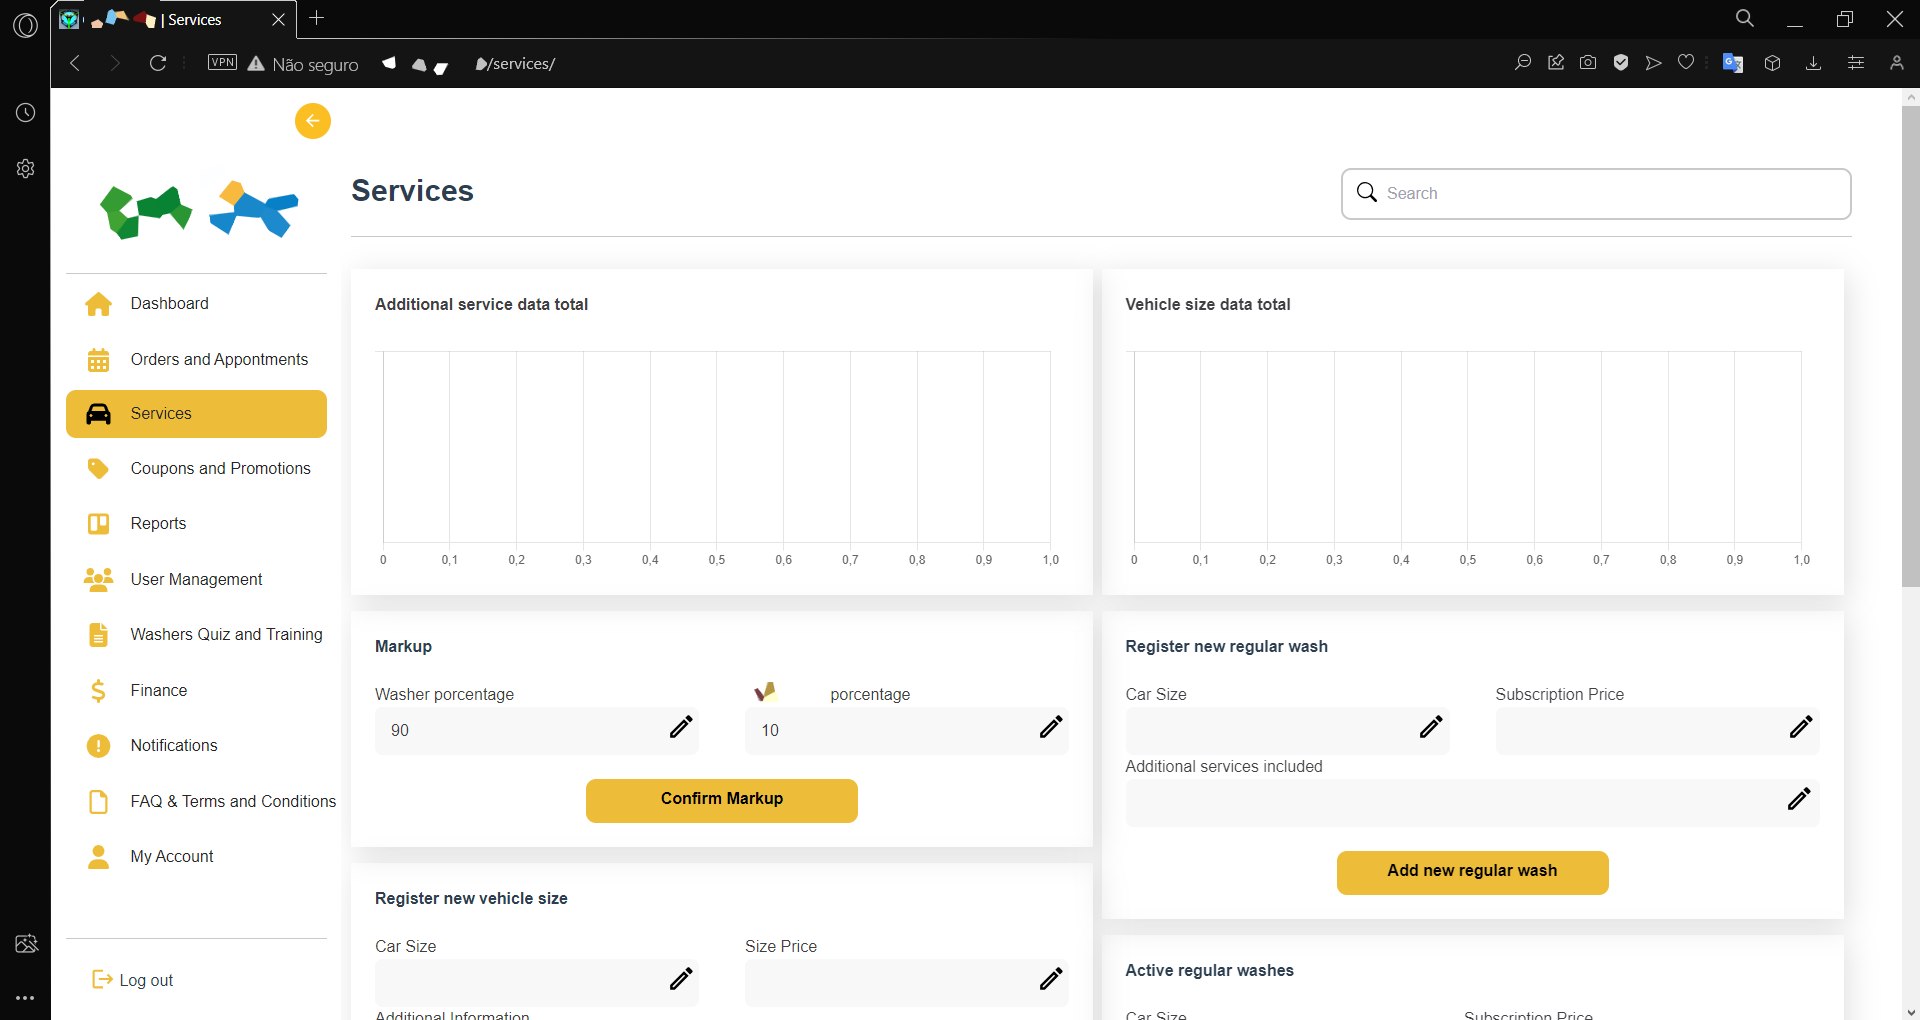 | Services
VPN Não seguro /services/
Services
Search
Dashboard
Orders and Appontments
Services
Coupons and Promotions
Reports
User Management
Washers Quiz and Training
Finance
Notifications
FAQ & Terms and Conditions
My Account
Log out
Additional service data total
0 0,1 0,2 0,3 0,4 0,5 0,6 0,7 0,8 0,9 1,0
Vehicle size data total
0 0,1 0,2 0,3 0,4 0,5 0,6 0,7 0,8 0,9 1,0
Markup
Washer porcentage porcentage
90 10
Confirm Markup
Register new regular wash
Car Size Subscription Price
Additional services included
Add new regular wash
Register new vehicle size
Car Size Size Price
Additional Information
Active regular washes
Car Size Subscription Price